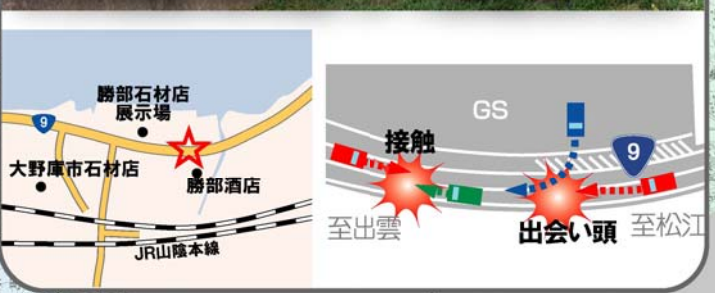 勝部石材店
展示場
9
大野庫市石材店
勝部酒店
JR山陰本線
GS
接触
9
至出雲
出会い頭
至松江